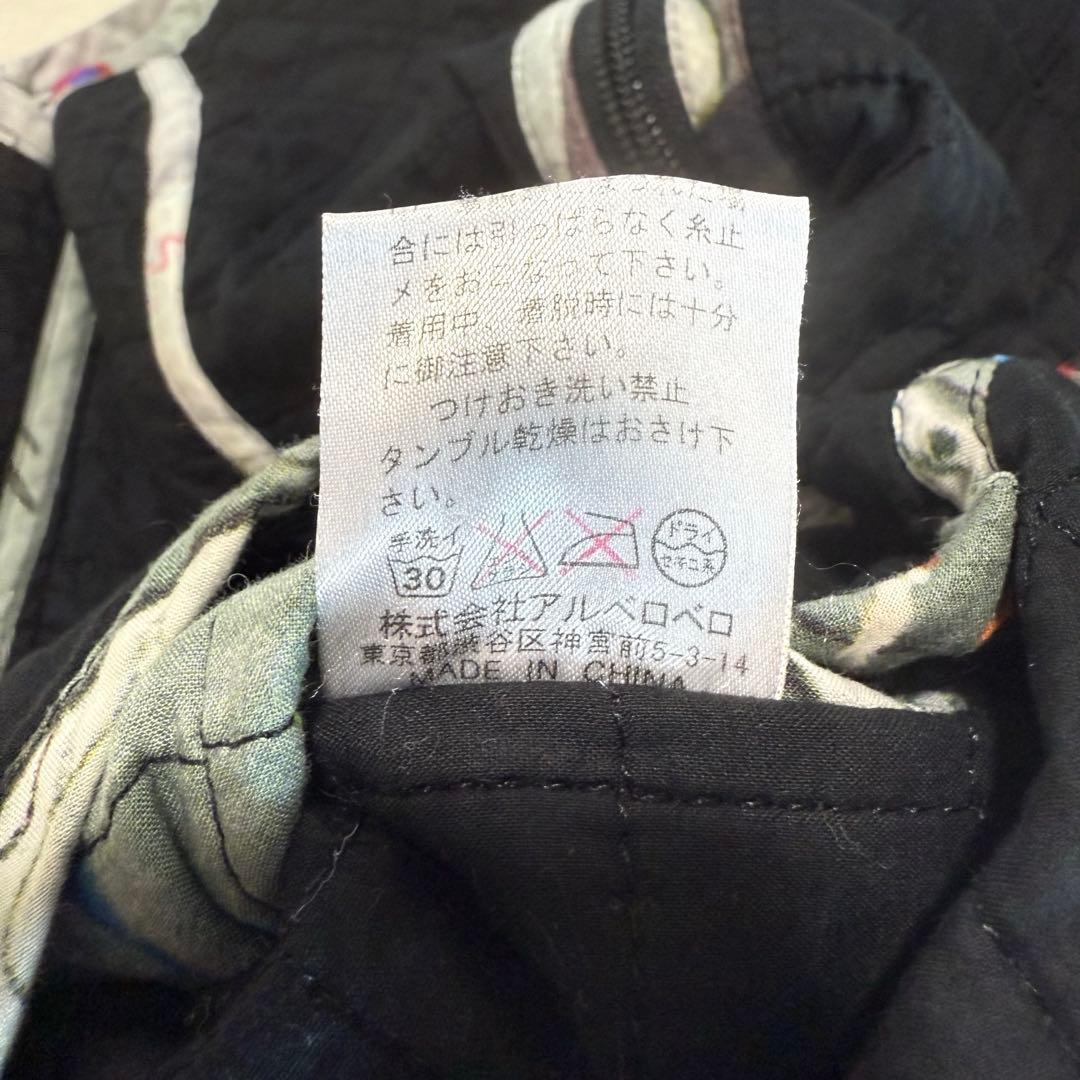 合には引っぱらなく糸止
メをおこなって下さい。
着用中、着脱時には十分
に御注意下さい。
つけおき洗い禁止
タンブル乾燥はおさけ下
さい。
手洗イ
30
ドライ
セキユ系
株式会社アルベロベロ
東京都渋谷区神宮前5-3-14
MADE IN CHINA